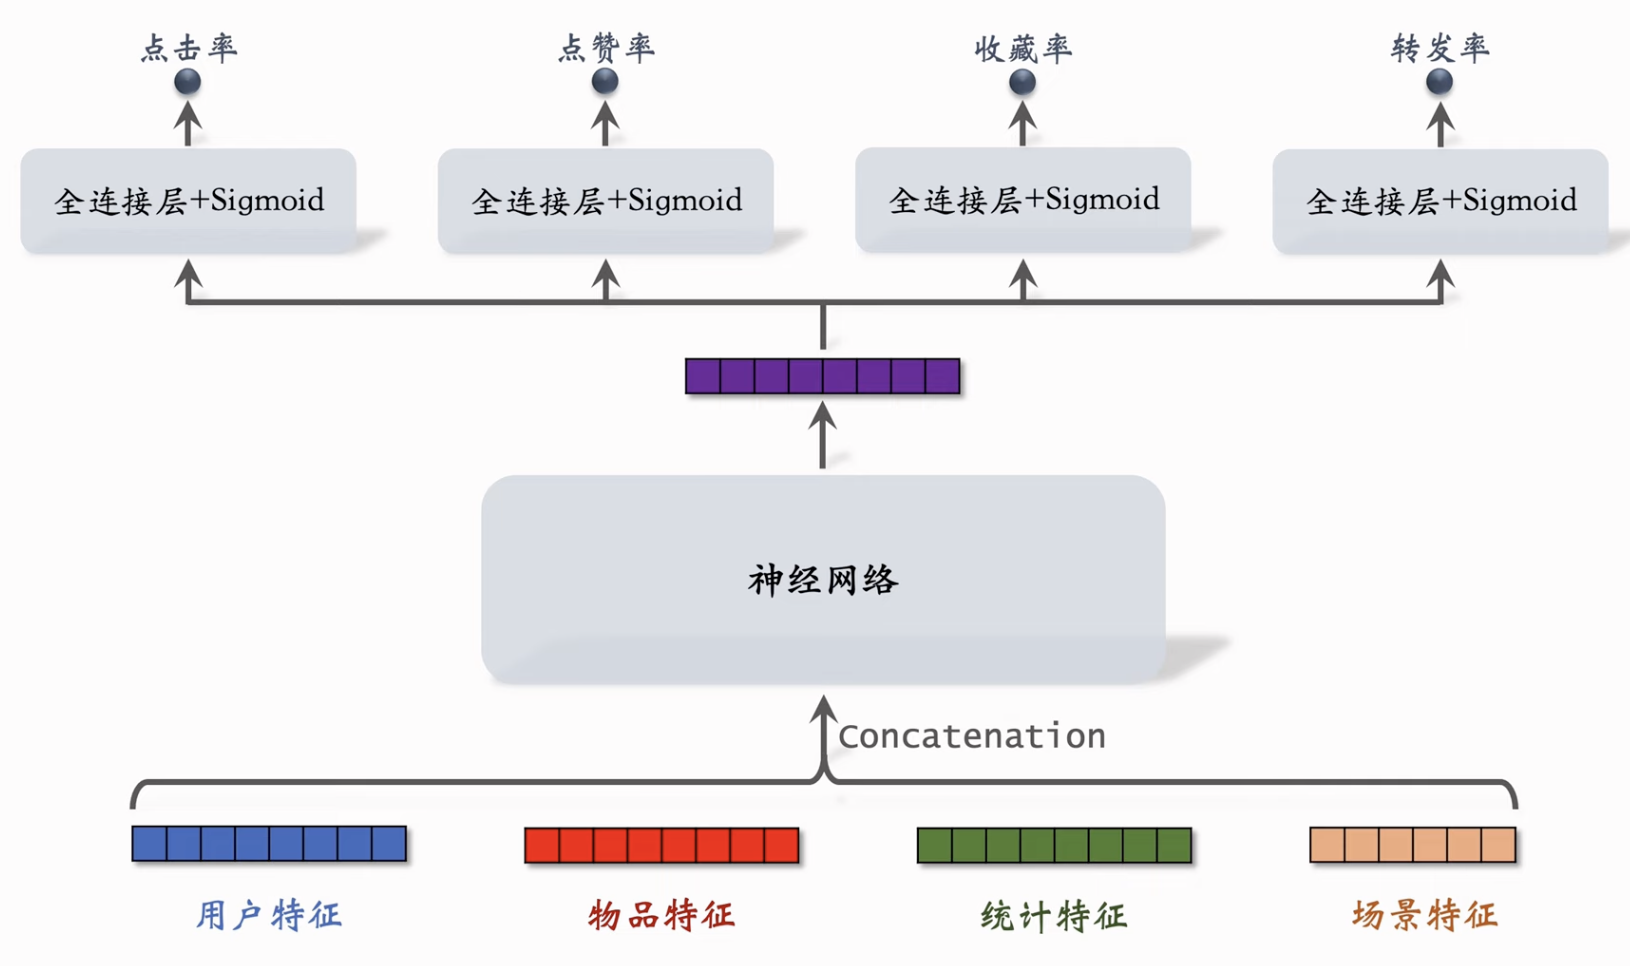 点击率
点赞率
收藏率
转发率
全连接层+Sigmoid
全连接层+Sigmoid
全连接层+Sigmoid
全连接层+Sigmoid
神经网络
Concatenation
用户特征
物品特征
统计特征
场景特征